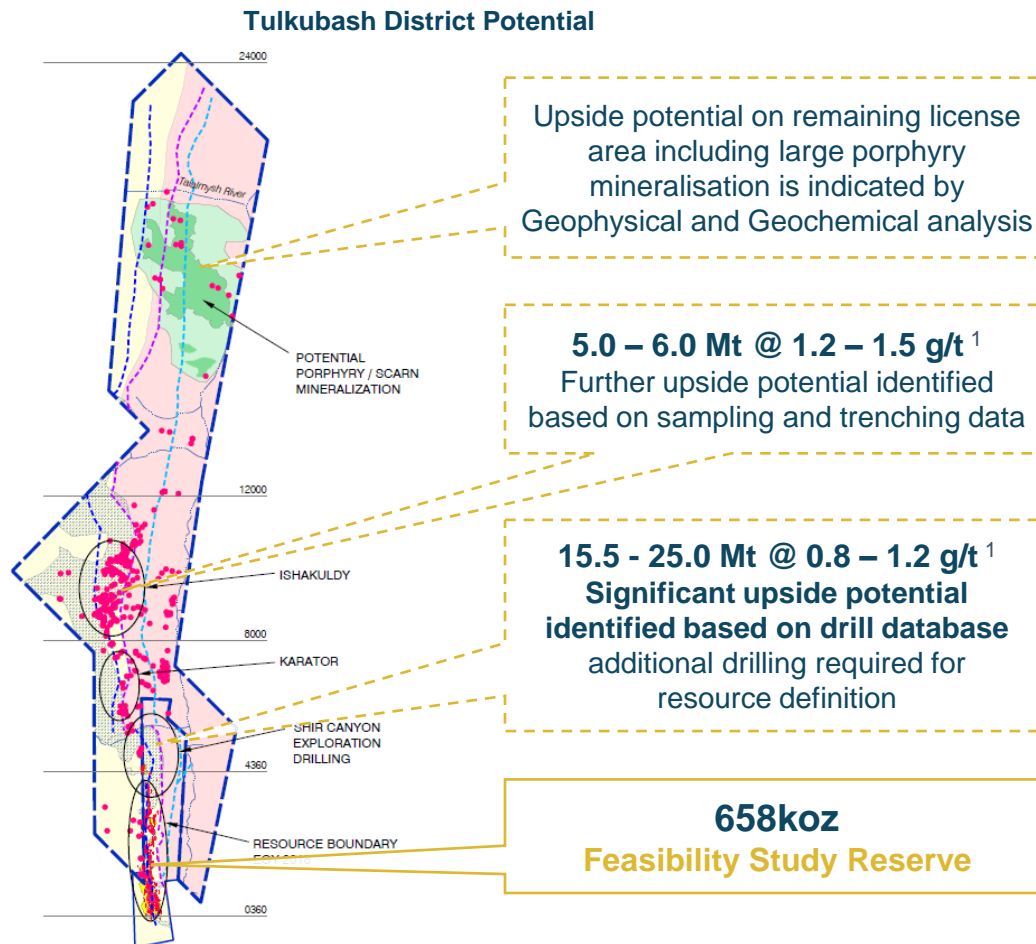 Tulkubash District Potential
24000
Talalmysh River
POTENTIAL
PORPHYRY / SCARN
MINERALIZATION
12000
ISHAKULDY
8000
KARATOR
SHIR CANYON
EXPLORATION
DRILLING
4360
RESOURCE BOUNDARY
0360
Upside potential on remaining license
area including large porphyry
mineralisation is indicated by
Geophysical and Geochemical analysis
5.0 – 6.0 Mt @ 1.2 – 1.5 g/t 1
Further upside potential identified
based on sampling and trenching data
15.5 - 25.0 Mt @ 0.8 – 1.2 g/t 1
Significant upside potential
identified based on drill database
additional drilling required for
resource definition
658koz
Feasibility Study Reserve